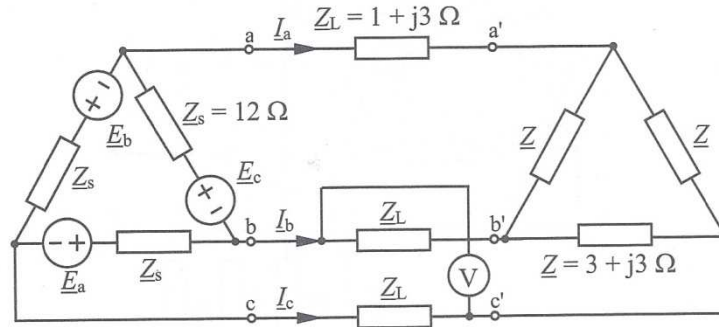 Z_L = 1 + j3 Ω
a I_a a'
− +
E_b
Z_s = 12 Ω
Z_s
Z Z
+ −
E_c
b I_b Z_L b'
− +
E_a Z_s
V
Z = 3 + j3 Ω
c I_c Z_L c'